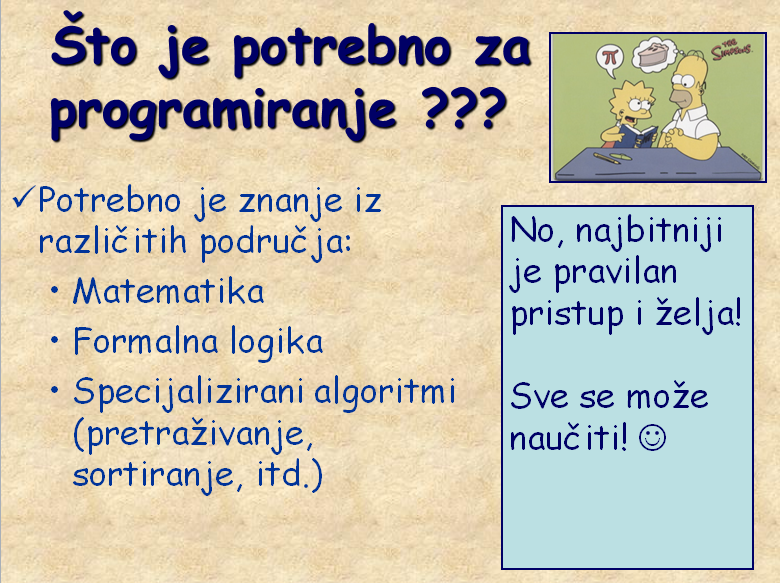 Što je potrebno za
programiranje ???
π
THE
SIMPSONS
✓Potrebno je znanje iz
različitih područja:
• Matematika
• Formalna logika
• Specijalizirani algoritmi
(pretraživanje,
sortiranje, itd.)
No, najbitniji
je pravilan
pristup i želja!
Sve se može
naučiti! ☺